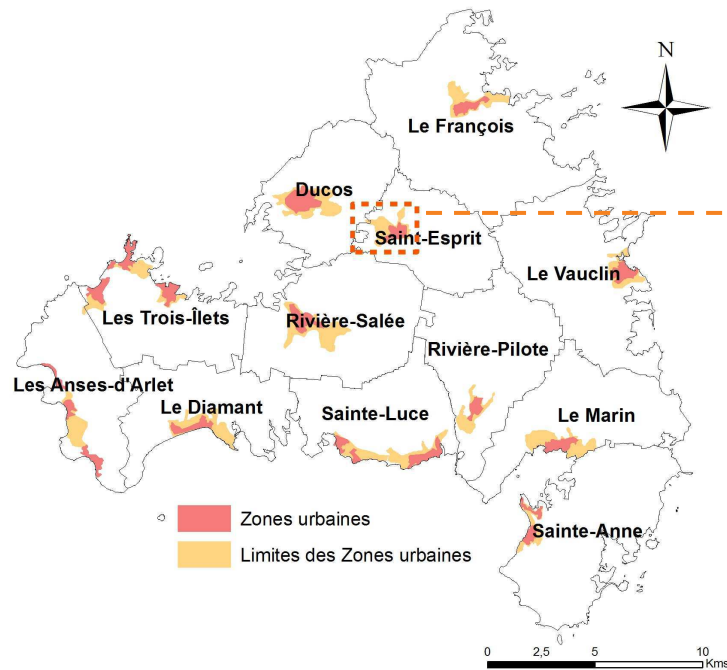 N
Le François
Ducos
Saint-Esprit
Le Vauclin
Les Trois-Îlets
Rivière-Salée
Rivière-Pilote
Les Anses-d'Arlet
Le Diamant
Sainte-Luce
Le Marin
Zones urbaines
Sainte-Anne
Limites des Zones urbaines
0 2,5 5 10
Kms